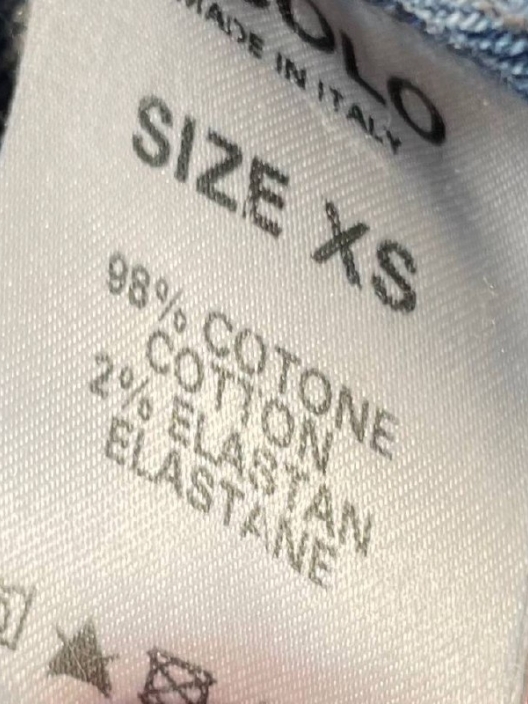 MADE IN ITALY
SIZE XS
98% COTONE
COTTON
2% ELASTAN
ELASTANE